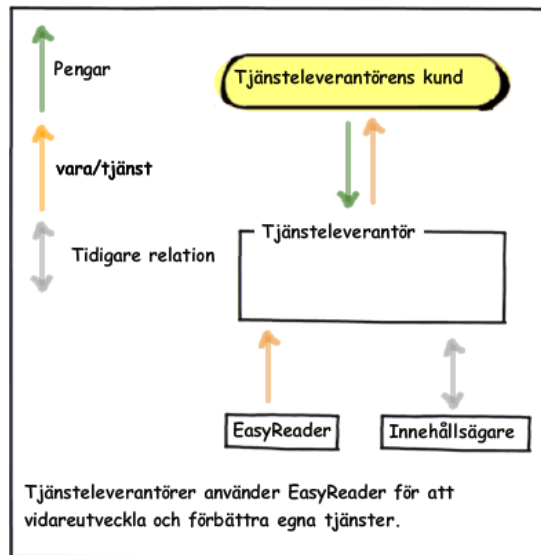 Pengar
Tjänsteleverantörens kund
vara/tjänst
Tjänsteleverantör
Tidigare relation
EasyReader
Innehållsägare
Tjänsteleverantörer använder EasyReader för att
vidareutveckla och förbättra egna tjänster.